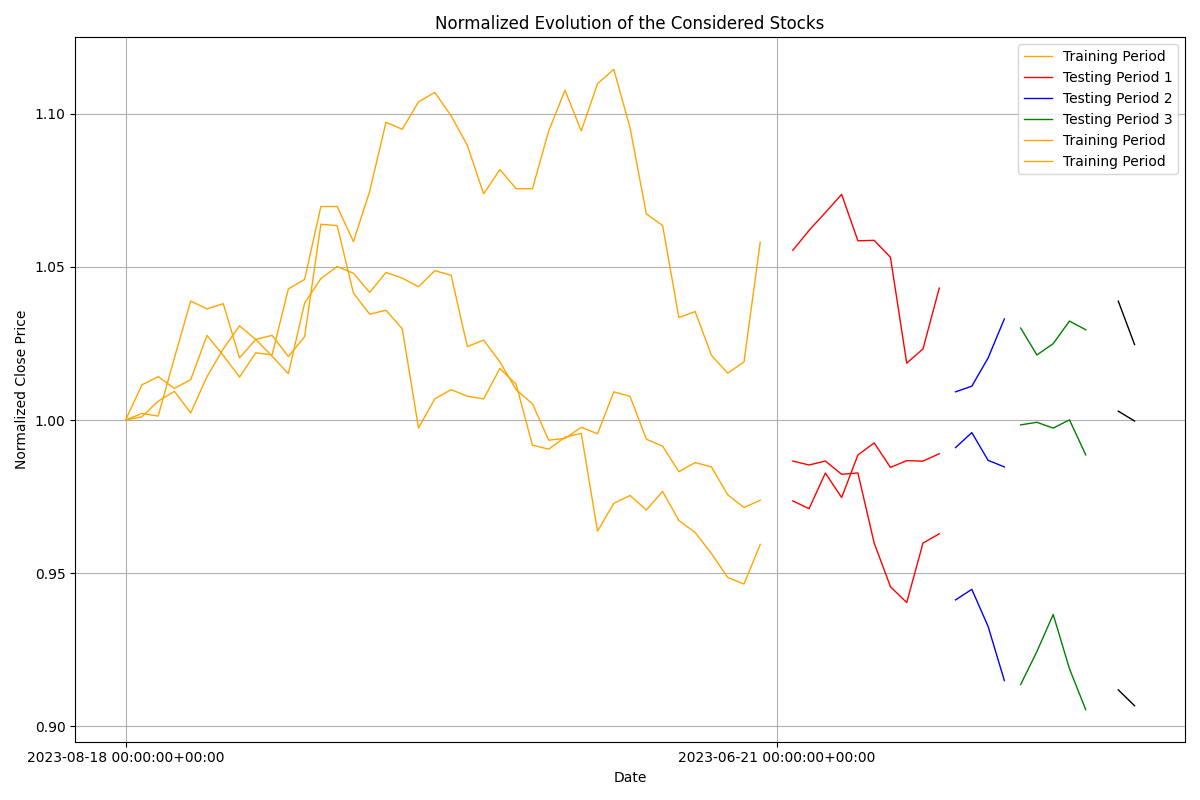 Normalized Evolution of the Considered Stocks
Training Period
Testing Period 1
Testing Period 2
Testing Period 3
Training Period
Training Period
Normalized Close Price
1.10
1.05
1.00
0.95
0.90
2023-08-18 00:00:00+00:00
2023-06-21 00:00:00+00:00
Date